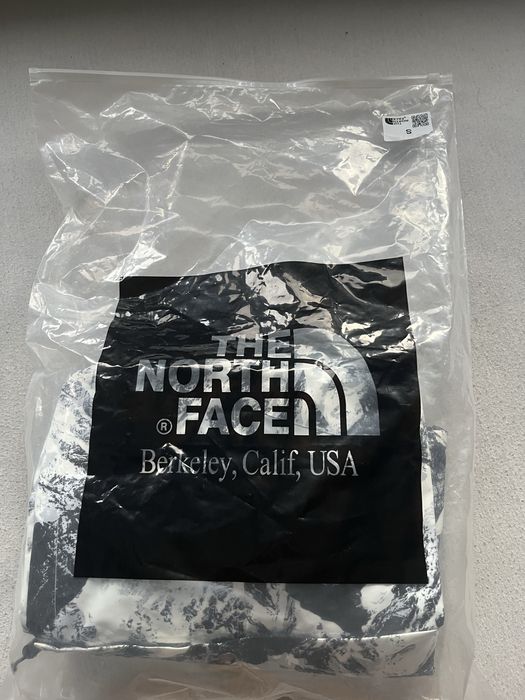 S
THE
NORTH
® FACE
Berkeley, Calif, USA